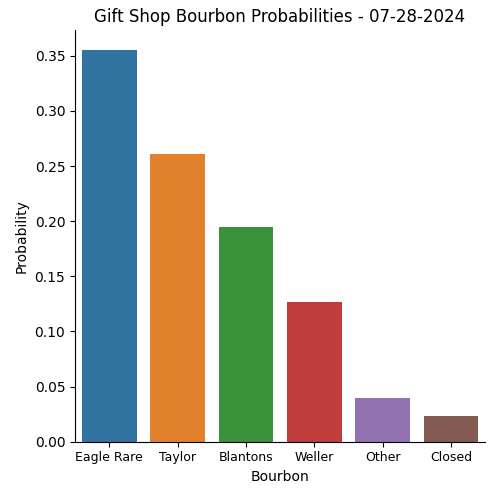 Gift Shop Bourbon Probabilities - 07-28-2024
0.35
0.30
0.25
0.20
0.15
0.10
0.05
0.00
Probability
Eagle Rare Taylor Blantons Weller Other Closed
Bourbon